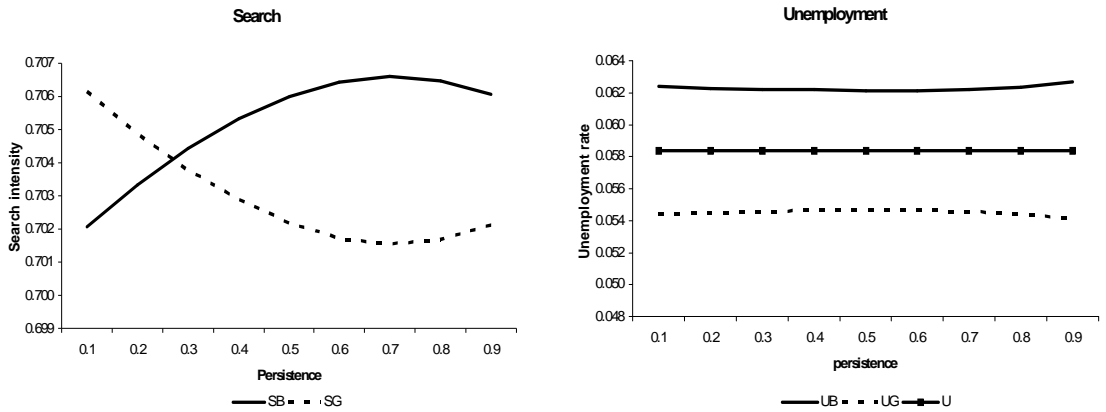 Search
Search intensity
0.707
0.706
0.705
0.704
0.703
0.702
0.701
0.700
0.699
0.1 0.2 0.3 0.4 0.5 0.6 0.7 0.8 0.9
Persistence
SB SG
Unemployment
Unemployment rate
0.064
0.062
0.060
0.058
0.056
0.054
0.052
0.050
0.048
0.1 0.2 0.3 0.4 0.5 0.6 0.7 0.8 0.9
persistence
UB UG U